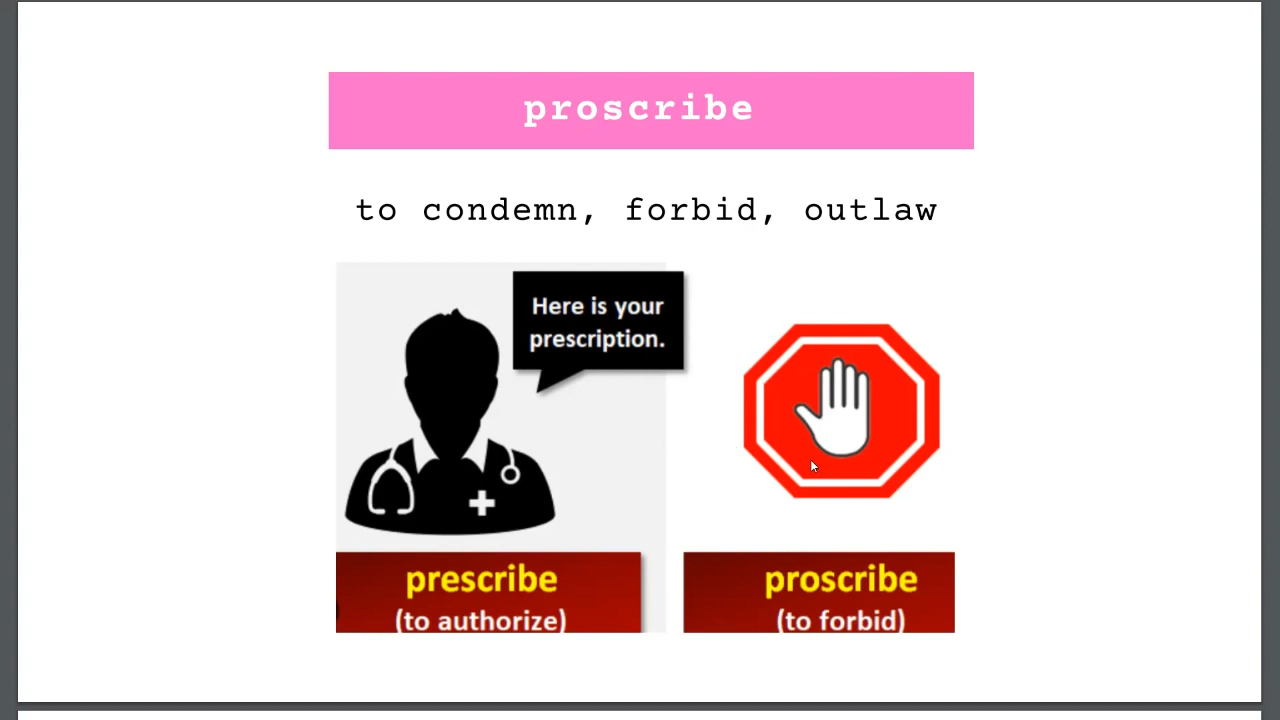 proscribe
to condemn, forbid, outlaw
Here is your
prescription.
prescribe
(to authorize)
proscribe
(to forbid)